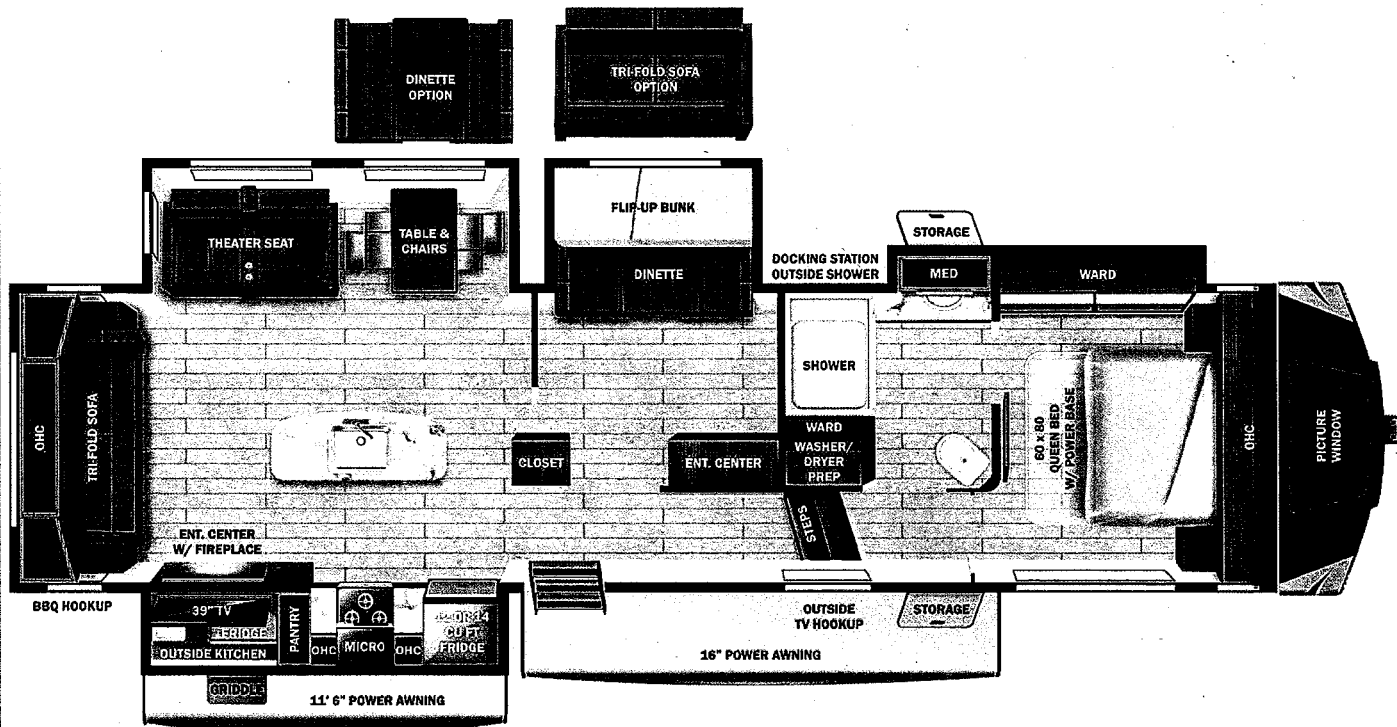 DINETTE
OPTION
TRI-FOLD SOFA
OPTION
THEATER SEAT
TABLE &
CHAIRS
FLIP-UP BUNK
DINETTE
DOCKING STATION
OUTSIDE SHOWER
STORAGE
MED
WARD
OHC
TRI-FOLD SOFA
SHOWER
CLOSET
ENT. CENTER
WARD
WASHER/
DRYER
PREP
STEPS
60 x 80
QUEEN BED
W/ POWER BASE
OHC
PICTURE
WINDOW
ENT. CENTER
W/ FIREPLACE
BBQ HOOKUP
39" TV
FRIDGE
OUTSIDE KITCHEN
PANTRY
OHC
MICRO
OHC
12 OR 14
CU FT
FRIDGE
GRIDDLE
11' 6" POWER AWNING
OUTSIDE
TV HOOKUP
STORAGE
16" POWER AWNING